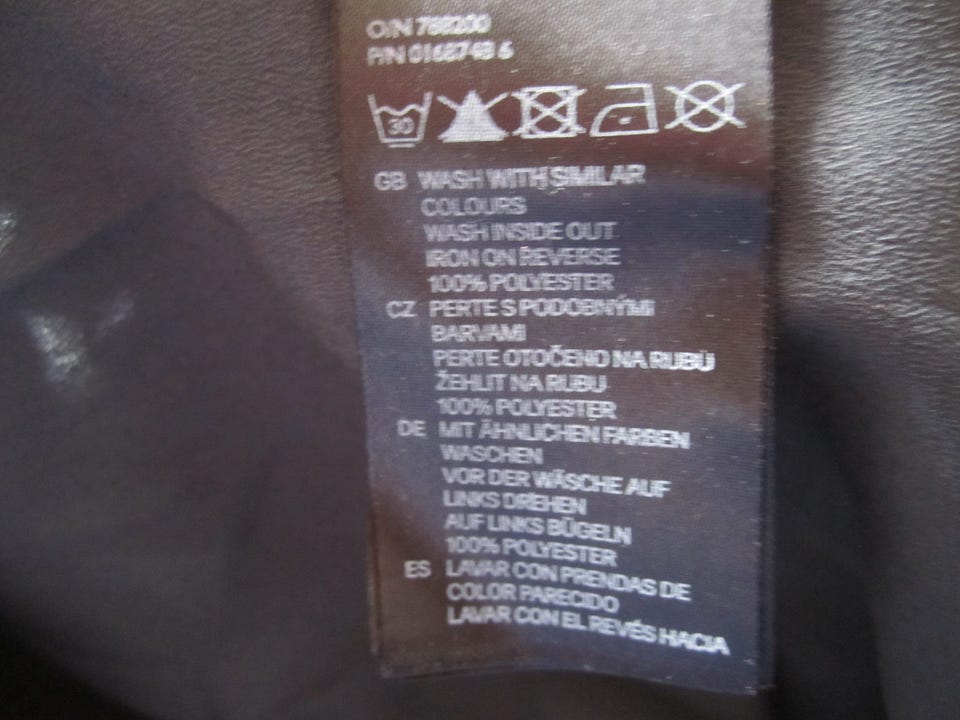 O/N 788200
P/N 0168748 6
30
GB WASH WITH SIMILAR
COLOURS
WASH INSIDE OUT
IRON ON REVERSE
100% POLYESTER
CZ PERTE S PODOBNÝMI
BARVAMI
PERTE OTOČENO NA RUBU
ŽEHLIT NA RUBU
100% POLYESTER
DE MIT ÄHNLICHEN FARBEN
WASCHEN
VOR DER WÄSCHE AUF
LINKS DREHEN
AUF LINKS BÜGELN
100% POLYESTER
ES LAVAR CON PRENDAS DE
COLOR PARECIDO
LAVAR CON EL REVÉS HACIA